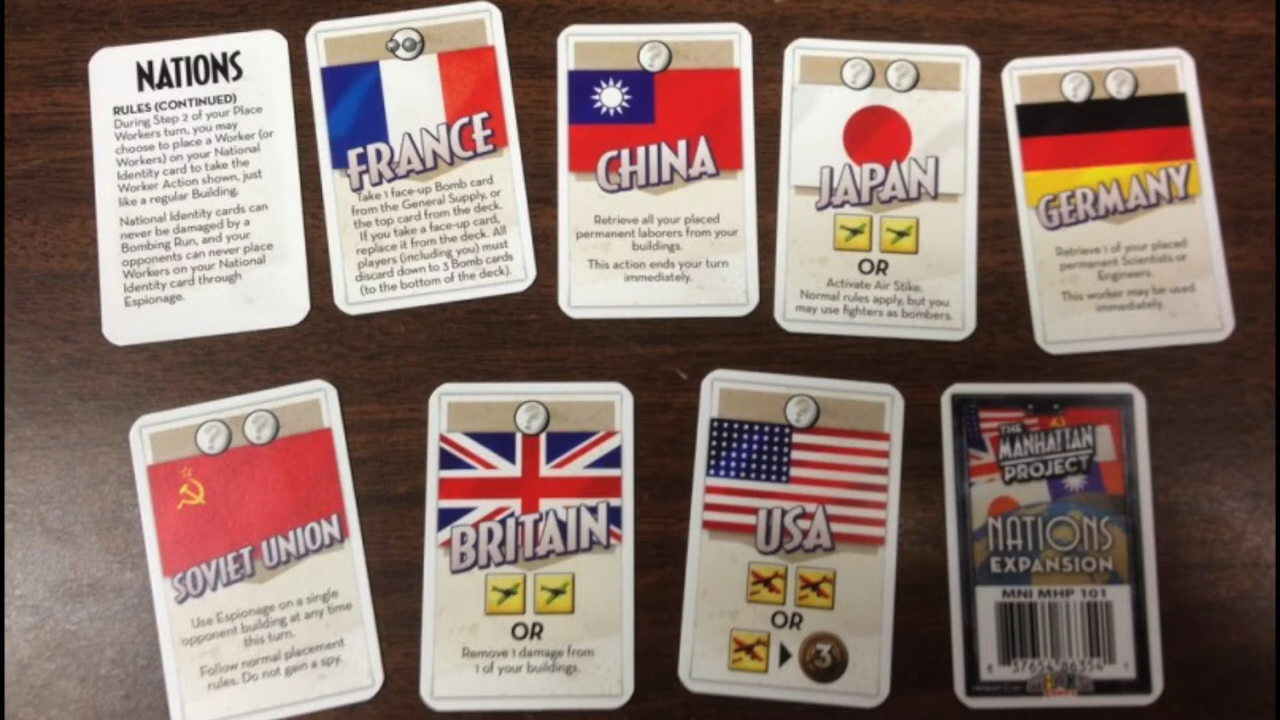 NATIONS
RULES (CONTINUED)
During Step 2 of your Place
Workers turn, you may
choose to place a Worker (or
Workers) on your National
Identity card to take the
Worker Action shown, just
like a regular Building.
National Identity cards can
never be damaged by a
Bombing Run, and your
opponents can never place
Workers on your National
Identity card through
Espionage.
FRANCE
Take 1 face-up Bomb card
from the General Supply, or
the top card from the deck.
If you take a face-up card,
replace it from the deck. All
players (including you) must
discard down to 3 Bomb cards
(to the bottom of the deck).
?
CHINA
Retrieve all your placed
permanent laborers from your
buildings.
This action ends your turn
immediately.
? ?
JAPAN
OR
Activate Air Stike.
Normal rules apply, but you
may use fighters as bombers.
? ?
GERMANY
Retrieve 1 of your placed
permanent Scientists or
Engineers.
This worker may be used
immediately.
? ?
SOVIET UNION
Use Espionage on a single
opponent building at any time
this turn.
Follow normal placement
rules. Do not gain a spy.
?
BRITAIN
OR
Remove 1 damage from
1 of your buildings.
?
USA
OR
3
THE
MANHATTAN
PROJECT
NATIONS
EXPANSION
MNI MHP 101